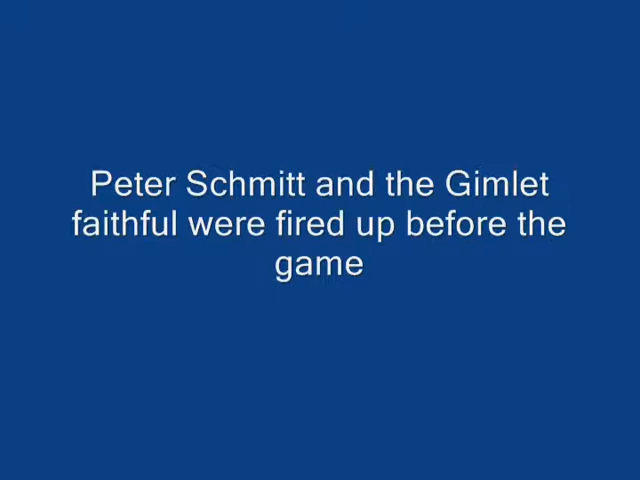 Peter Schmitt and the Gimlet
faithful were fired up before the
game